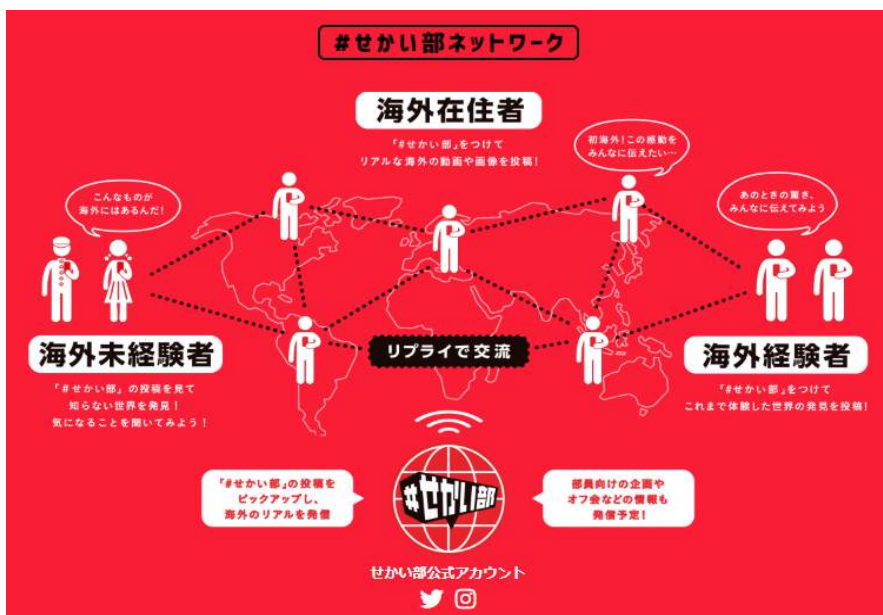 #せかい部ネットワーク
海外在住者
「#せかい部」をつけて
リアルな海外の動画や画像を投稿!
初海外!この感動を
みんなに伝えたい…
こんなものが
海外にはあるんだ!
あのときの驚き、
みんなに伝えてみよう
海外未経験者
「#せかい部」の投稿を見て
知らない世界を発見!
気になることを聞いてみよう!
リプライで交流
海外経験者
「#せかい部」をつけて
これまで体験した世界の発見を投稿!
「#せかい部」の投稿を
ピックアップし、
海外のリアルを発信
#せかい部
部員向けの企画や
オフ会などの情報も
発信予定!
せかい部公式アカウント